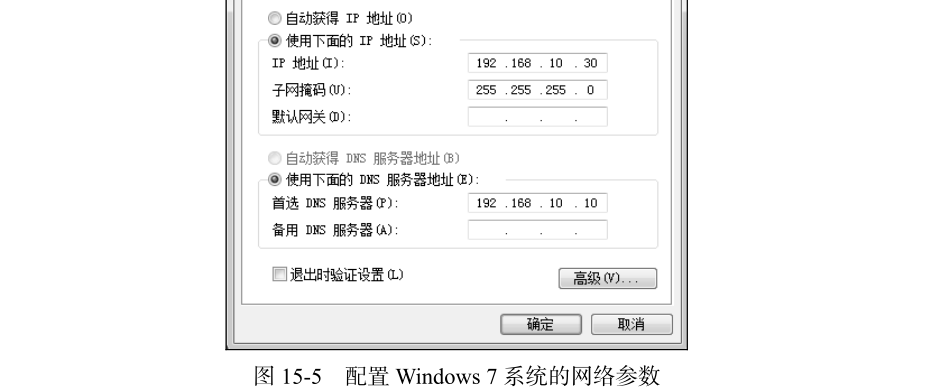 自动获得 IP 地址(O)
使用下面的 IP 地址(S):
IP 地址(I): 192 .168 . 10 . 30
子网掩码(U): 255 .255 .255 . 0
默认网关(D): . . .
自动获得 DNS 服务器地址(B)
使用下面的 DNS 服务器地址(E):
首选 DNS 服务器(P): 192 .168 . 10 . 10
备用 DNS 服务器(A): . . .
退出时验证设置(L)
高级(V)...
确定 取消
图 15-5 配置 Windows 7 系统的网络参数